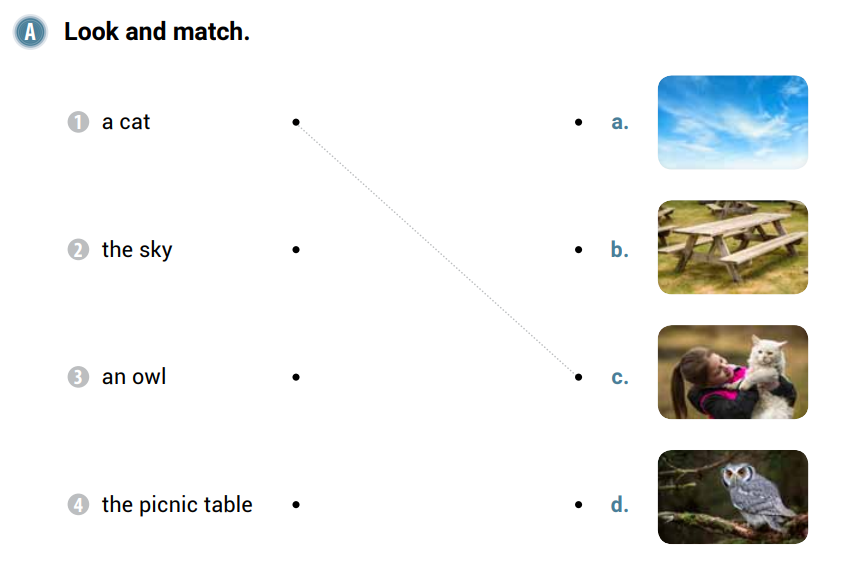 A Look and match.
1 a cat a.
2 the sky b.
3 an owl c.
4 the picnic table d.